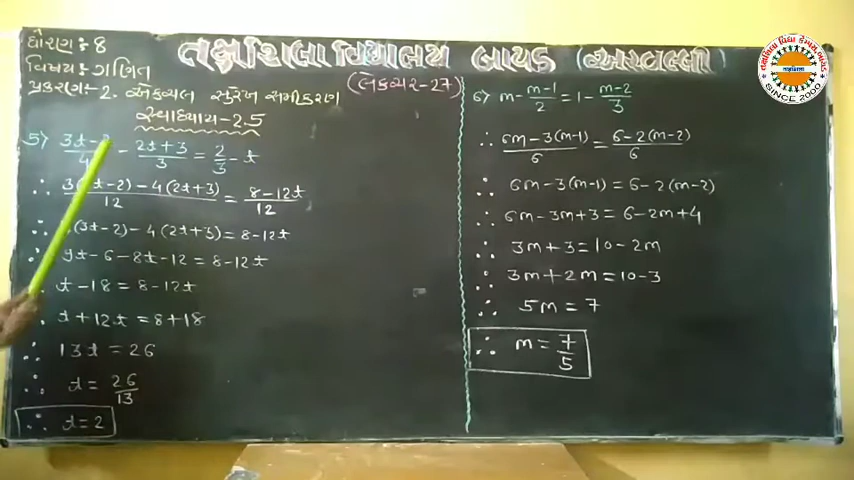 ધોરણ : 8
તક્ષશિલા વિદ્યાલય બાયડ (અરવલ્લી)
વિષય : ગણિત
(લેક્ચર-27)
પ્રકરણ - 2. એકચલ સુરેખ સમીકરણ
સ્વાધ્યાય - 2.5
5) 3t-2/4 - 2t+3/3 = 2/3 - t
∴ 3(3t-2) - 4(2t+3)/12 = 8-12t/12
∴ 3(3t-2) - 4(2t+3) = 8-12t
∴ 9t-6-8t-12 = 8-12t
∴ t-18 = 8-12t
∴ t+12t = 8+18
∴ 13t = 26
∴ t = 26/13
∴ t = 2
6) m - m-1/2 = 1 - m-2/3
∴ 6m-3(m-1)/6 = 6-2(m-2)/6
∴ 6m-3(m-1) = 6-2(m-2)
∴ 6m-3m+3 = 6-2m+4
∴ 3m+3 = 10-2m
∴ 3m+2m = 10-3
∴ 5m = 7
∴ m = 7/5
SINCE 2000